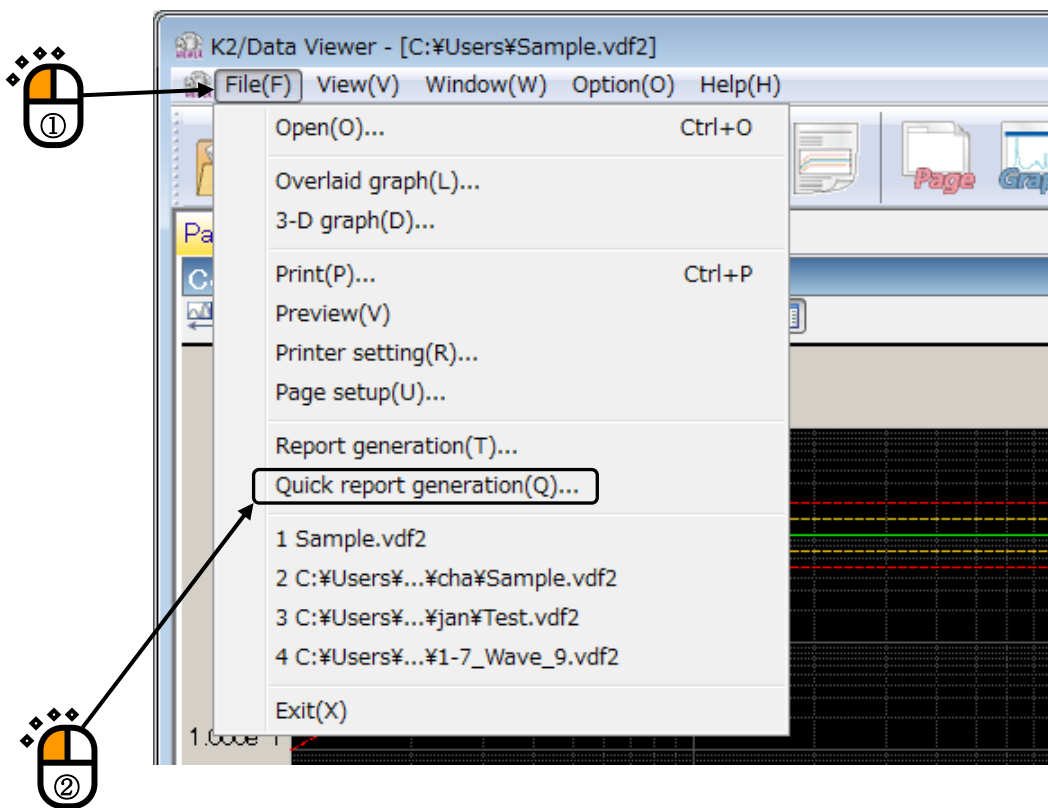 K2/Data Viewer - [C:¥Users¥Sample.vdf2]
File(F) View(V) Window(W) Option(O) Help(H)
①
Open(O)... Ctrl+O
Overlaid graph(L)...
3-D graph(D)...
Page
Print(P)... Ctrl+P
Preview(V)
Printer setting(R)...
Page setup(U)...
Report generation(T)...
Quick report generation(Q)...
1 Sample.vdf2
2 C:¥Users¥...¥cha¥Sample.vdf2
3 C:¥Users¥...¥jan¥Test.vdf2
4 C:¥Users¥...¥1-7_Wave_9.vdf2
Exit(X)
②